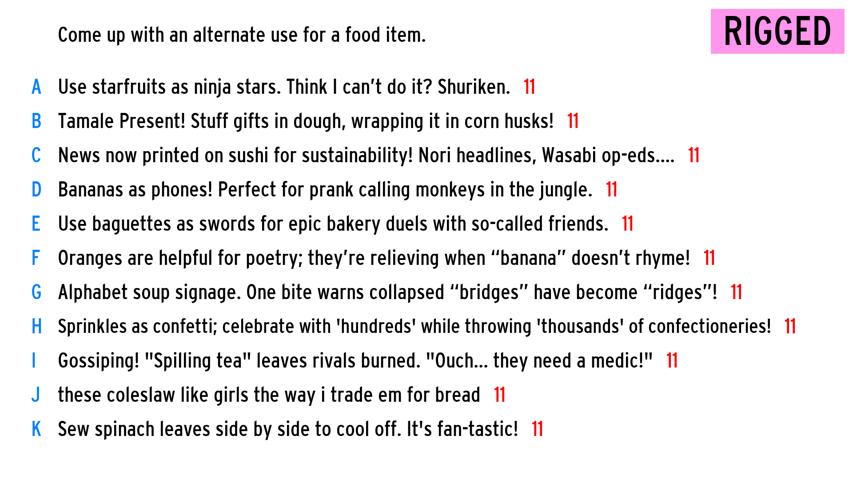 Come up with an alternate use for a food item.
RIGGED
A Use starfruits as ninja stars. Think I can’t do it? Shuriken. 11
B Tamale Present! Stuff gifts in dough, wrapping it in corn husks! 11
C News now printed on sushi for sustainability! Nori headlines, Wasabi op-eds.... 11
D Bananas as phones! Perfect for prank calling monkeys in the jungle. 11
E Use baguettes as swords for epic bakery duels with so-called friends. 11
F Oranges are helpful for poetry; they’re relieving when “banana” doesn’t rhyme! 11
G Alphabet soup signage. One bite warns collapsed “bridges” have become “ridges”! 11
H Sprinkles as confetti; celebrate with 'hundreds' while throwing 'thousands' of confectioneries! 11
I Gossiping! "Spilling tea" leaves rivals burned. "Ouch... they need a medic!" 11
J these coleslaw like girls the way i trade em for bread 11
K Sew spinach leaves side by side to cool off. It's fan-tastic! 11